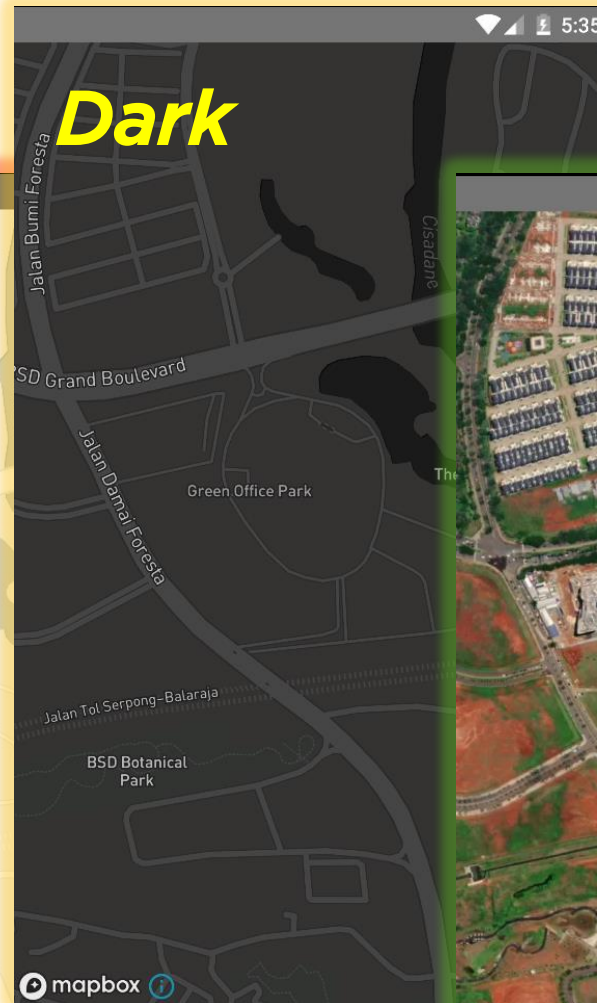 5:35
Dark
Jalan Bumi Foresta
Cisadane
BSD Grand Boulevard
Jalan Damai Foresta
Green Office Park
The
Jalan Tol Serpong-Balaraja
BSD Botanical
Park
mapbox